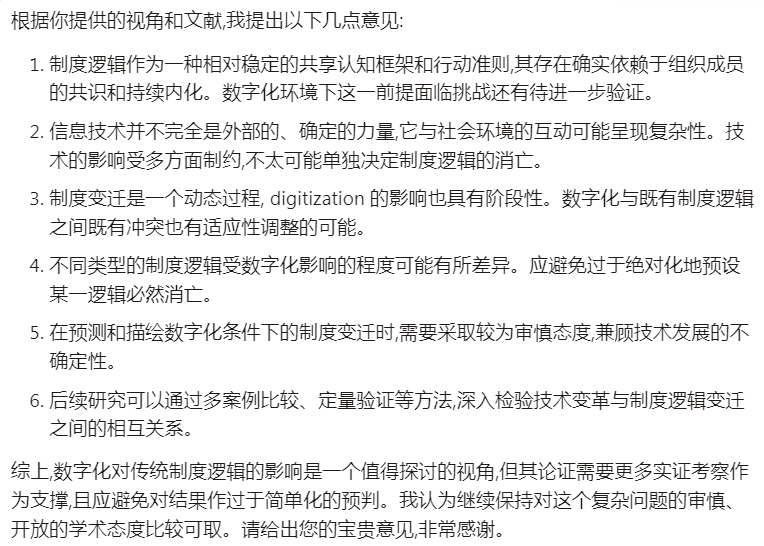 根据你提供的视角和文献,我提出以下几点意见:
1. 制度逻辑作为一种相对稳定的共享认知框架和行动准则,其存在确实依赖于组织成员
的共识和持续内化。数字化环境下这一前提面临挑战还有待进一步验证。
2. 信息技术并不完全是外部的、确定的力量,它与社会环境的互动可能呈现复杂性。技
术的影响受多方面制约,不太可能单独决定制度逻辑的消亡。
3. 制度变迁是一个动态过程, digitization 的影响也具有阶段性。数字化与既有制度逻辑
之间既有冲突也有适应性调整的可能。
4. 不同类型的制度逻辑受数字化影响的程度可能有所差异。应避免过于绝对化地预设
某一逻辑必然消亡。
5. 在预测和描绘数字化条件下的制度变迁时,需要采取较为审慎态度,兼顾技术发展的不
确定性。
6. 后续研究可以通过多案例比较、定量验证等方法,深入检验技术变革与制度逻辑变迁
之间的相互关系。
综上,数字化对传统制度逻辑的影响是一个值得探讨的视角,但其论证需要更多实证考察作
为支撑,且应避免对结果作过于简单化的预判。我认为继续保持对这个复杂问题的审慎、
开放的学术态度比较可取。请给出您的宝贵意见,非常感谢。